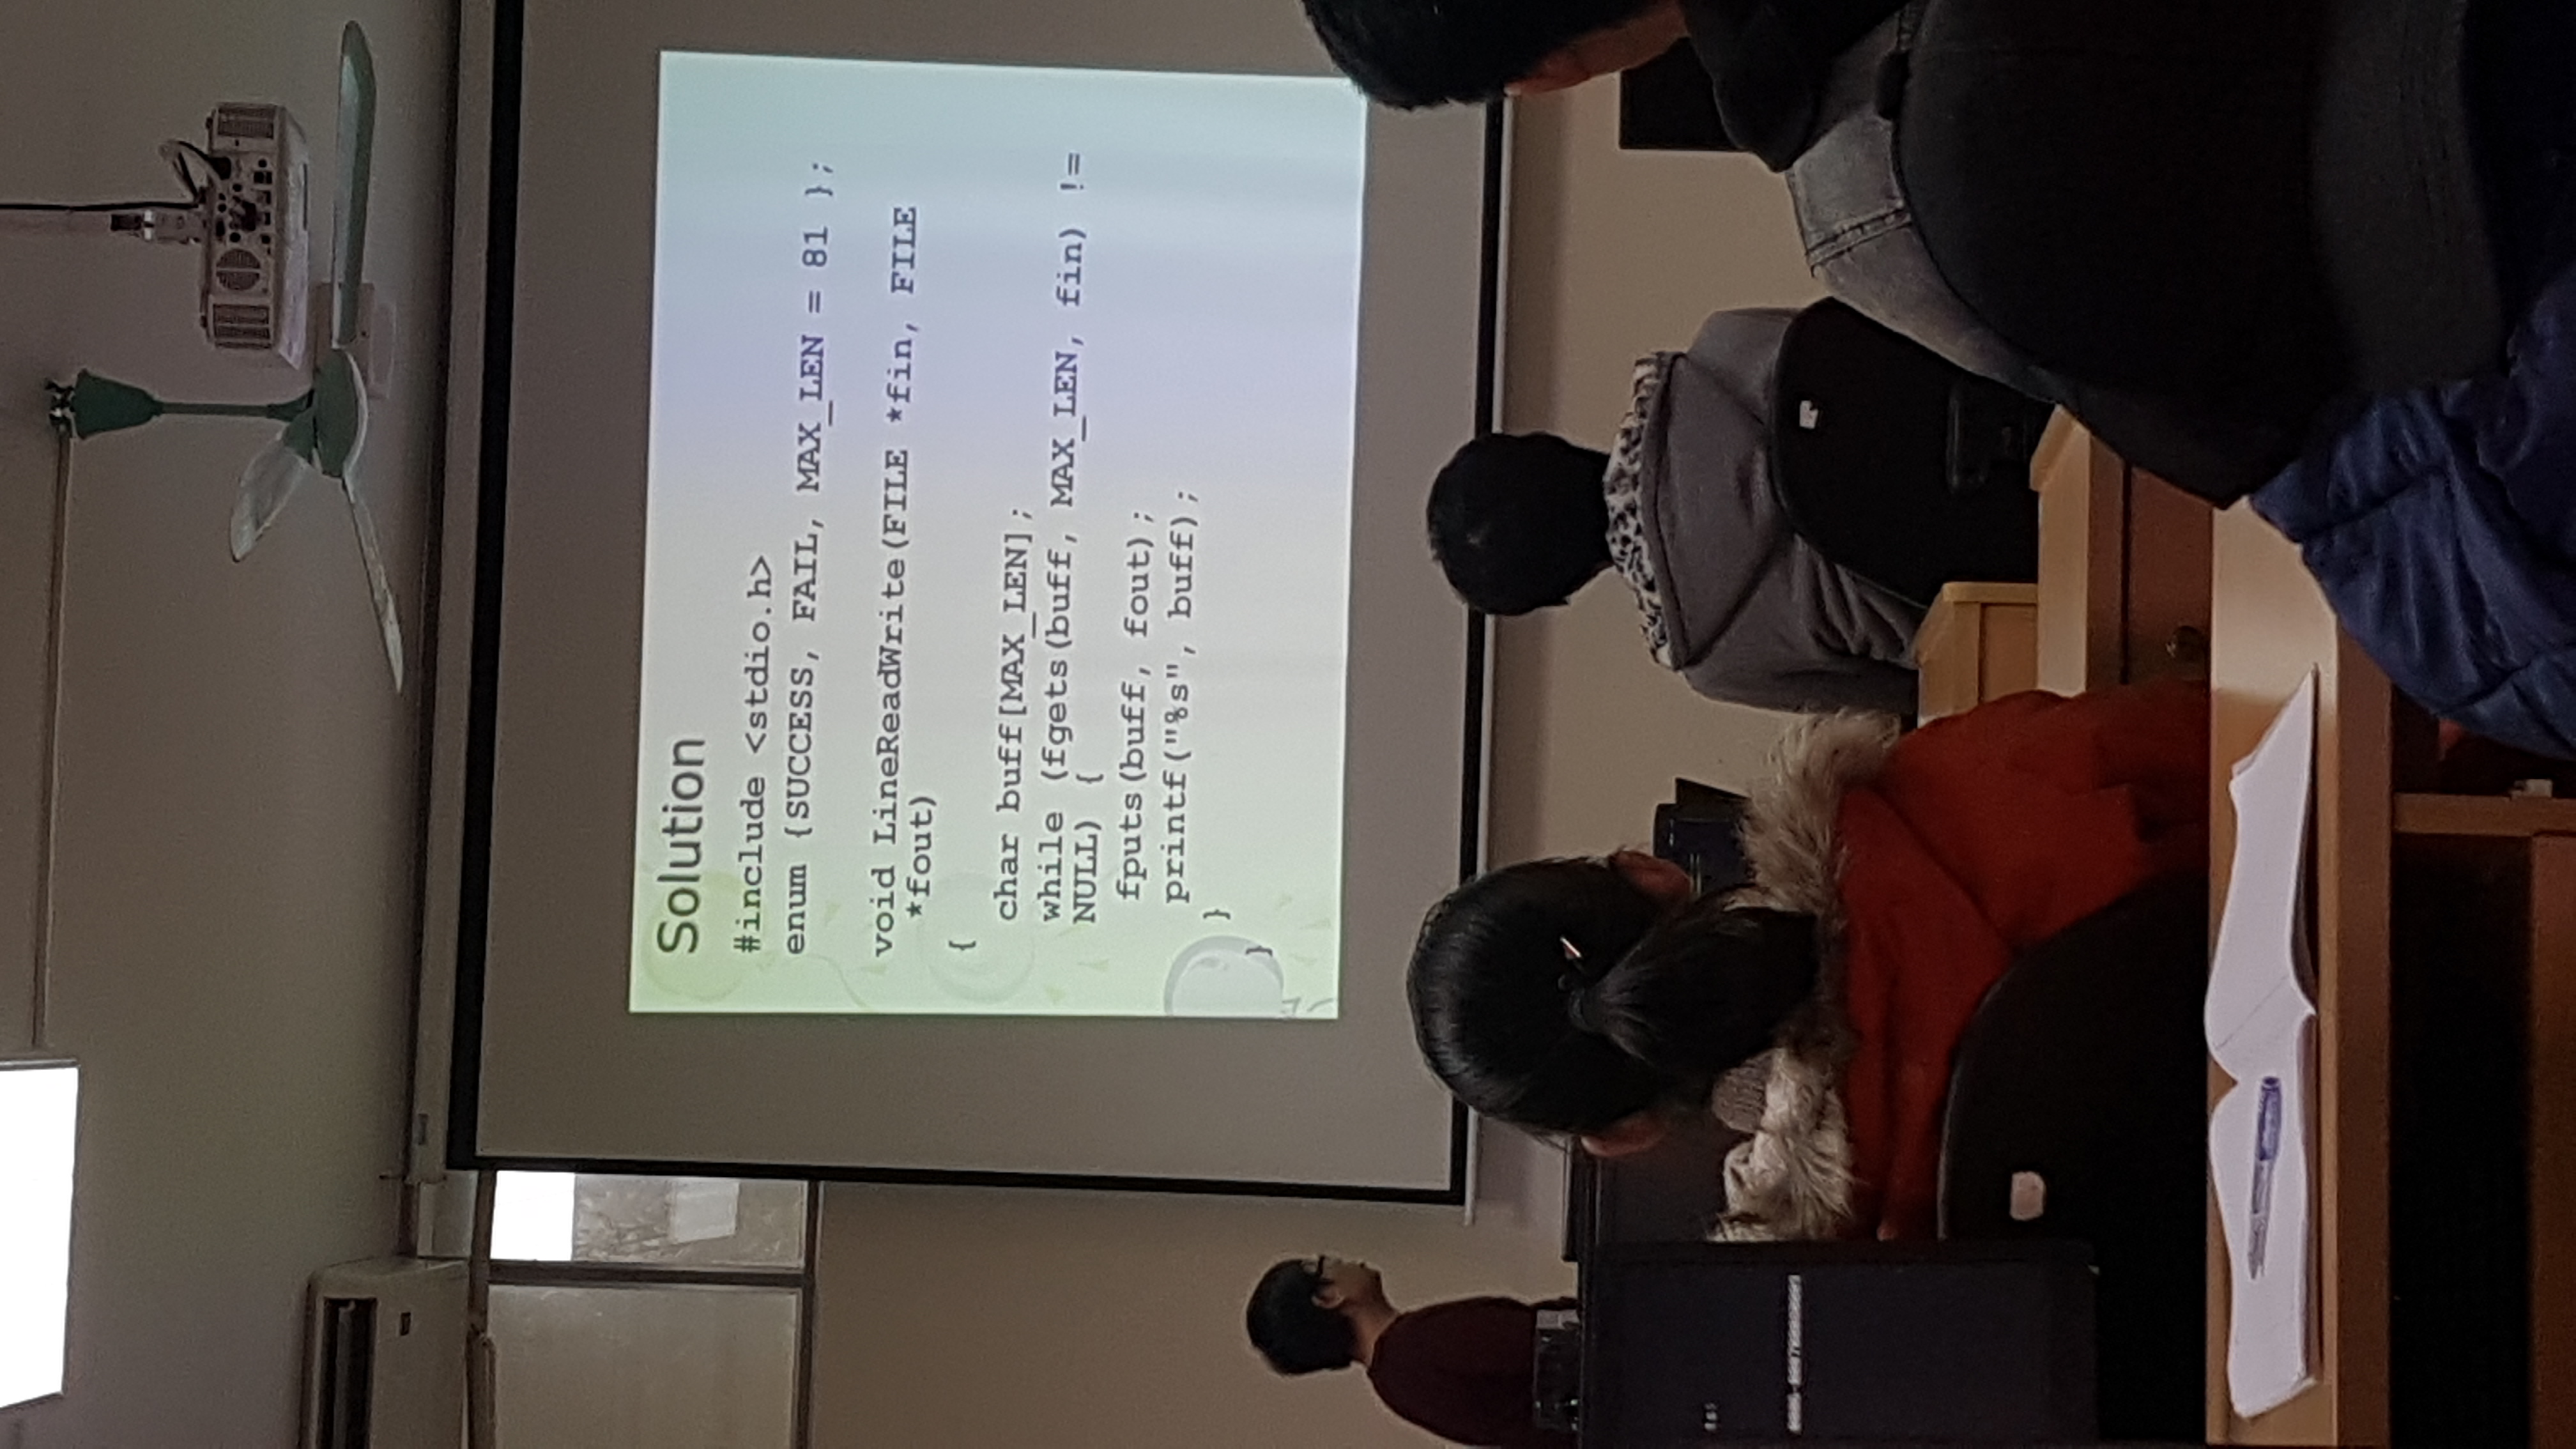 Solution
#include <stdio.h>
enum {SUCCESS, FAIL, MAX_LEN = 81 };
void LineReadWrite(FILE *fin, FILE
*fout)
{
char buff[MAX_LEN];
while (fgets(buff, MAX_LEN, fin) !=
NULL) {
fputs(buff, fout);
printf("%s", buff);
}
}